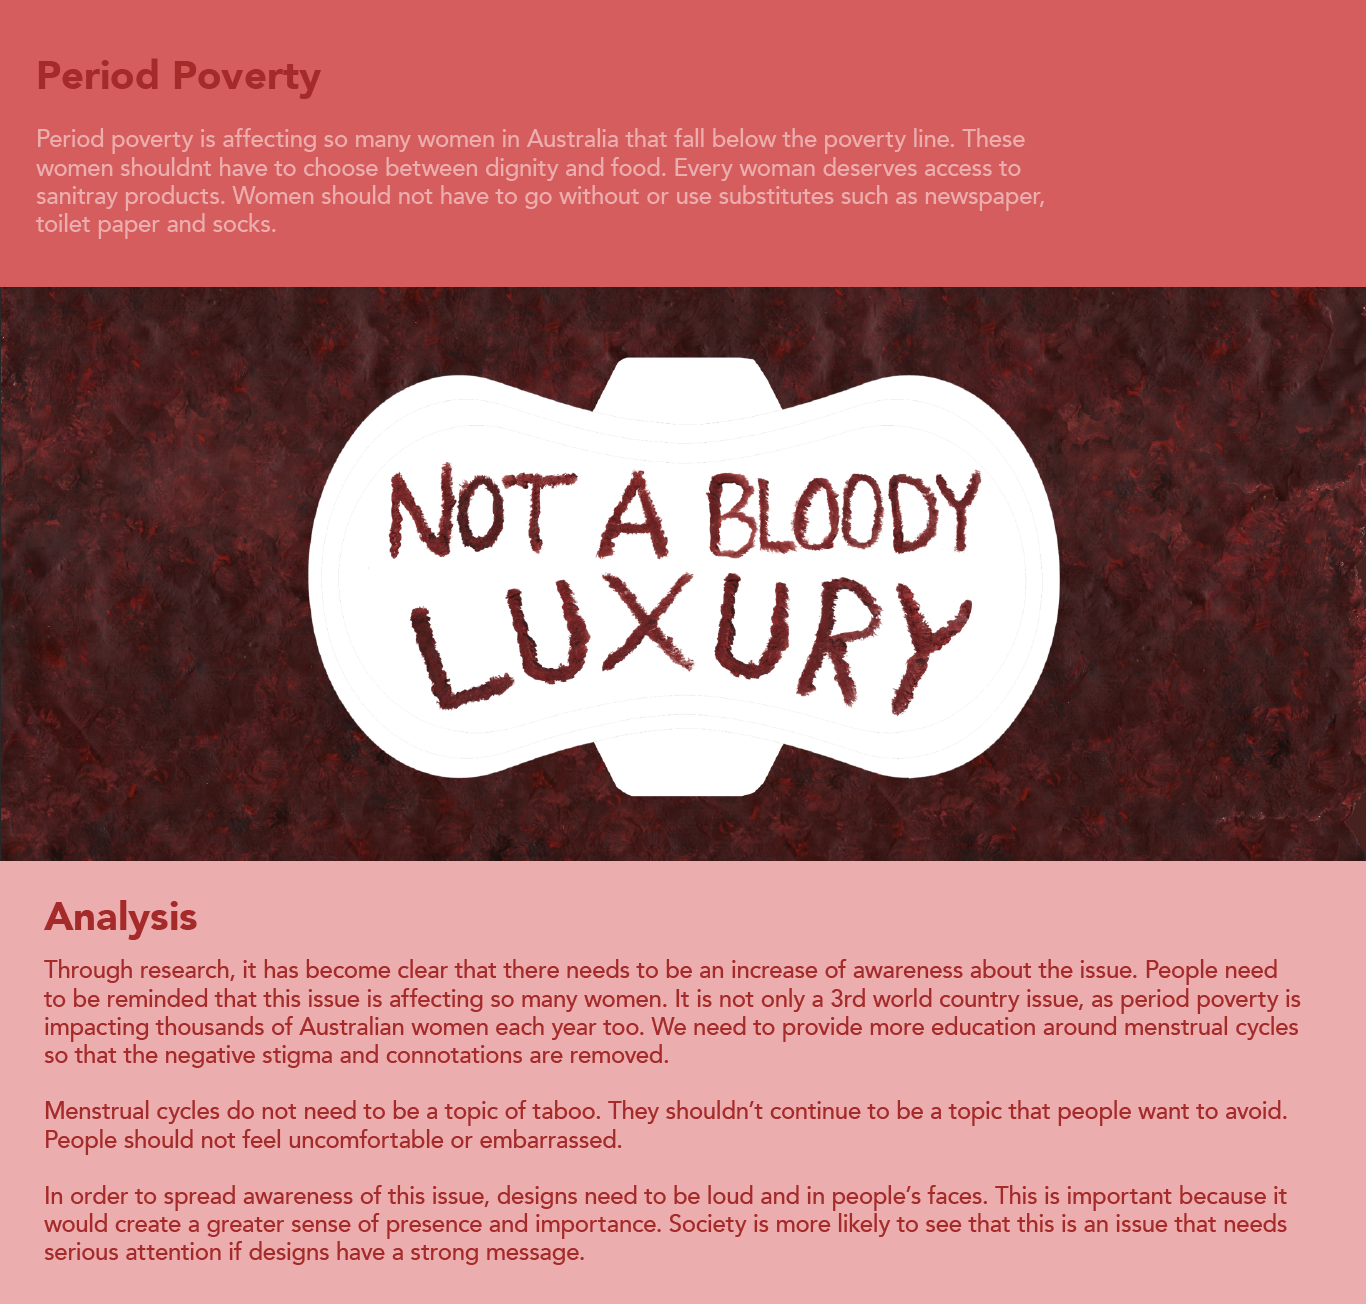 Period Poverty
Period poverty is affecting so many women in Australia that fall below the poverty line. These
women shouldnt have to choose between dignity and food. Every woman deserves access to
sanitray products. Women should not have to go without or use substitutes such as newspaper,
toilet paper and socks.
NOT A BLOODY
LUXURY
Analysis
Through research, it has become clear that there needs to be an increase of awareness about the issue. People need
to be reminded that this issue is affecting so many women. It is not only a 3rd world country issue, as period poverty is
impacting thousands of Australian women each year too. We need to provide more education around menstrual cycles
so that the negative stigma and connotations are removed.
Menstrual cycles do not need to be a topic of taboo. They shouldn’t continue to be a topic that people want to avoid.
People should not feel uncomfortable or embarrassed.
In order to spread awareness of this issue, designs need to be loud and in people’s faces. This is important because it
would create a greater sense of presence and importance. Society is more likely to see that this is an issue that needs
serious attention if designs have a strong message.